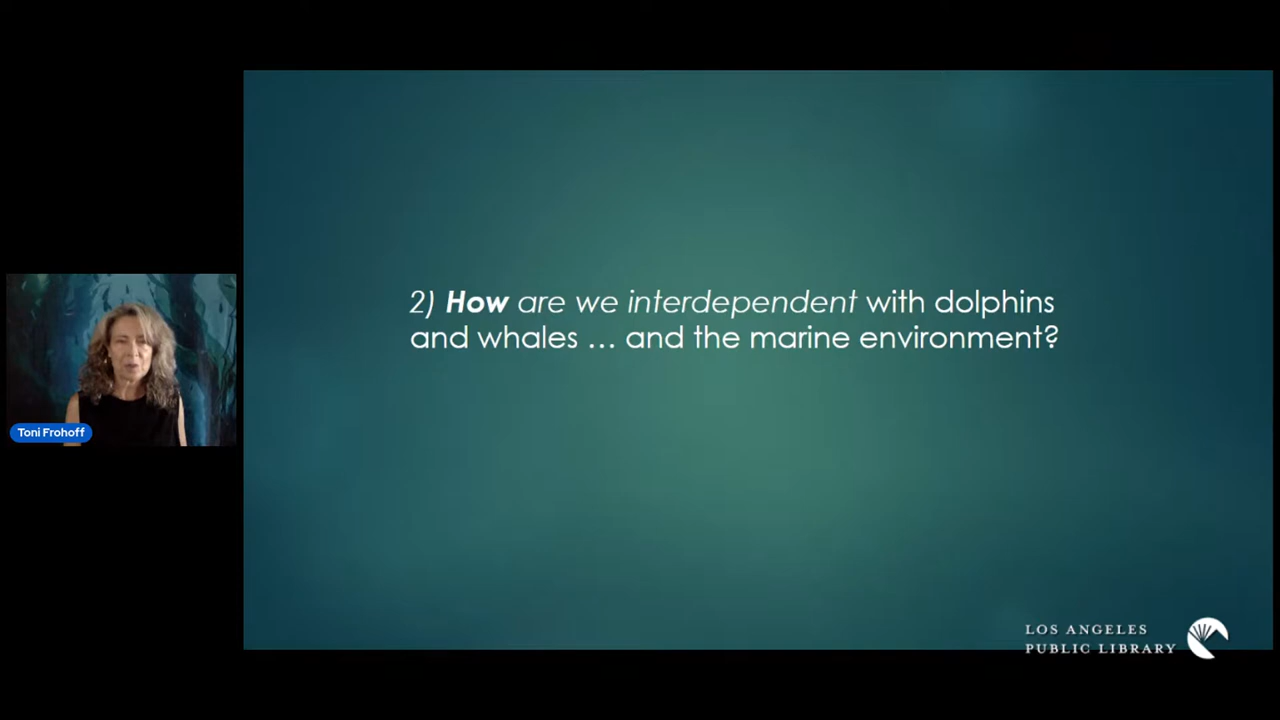 2) How are we interdependent with dolphins
and whales … and the marine environment?
Toni Frohoff
LOS ANGELES
PUBLIC LIBRARY